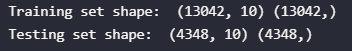 Training set shape:  (13042, 10) (13042,)
Testing set shape:  (4348, 10) (4348,)